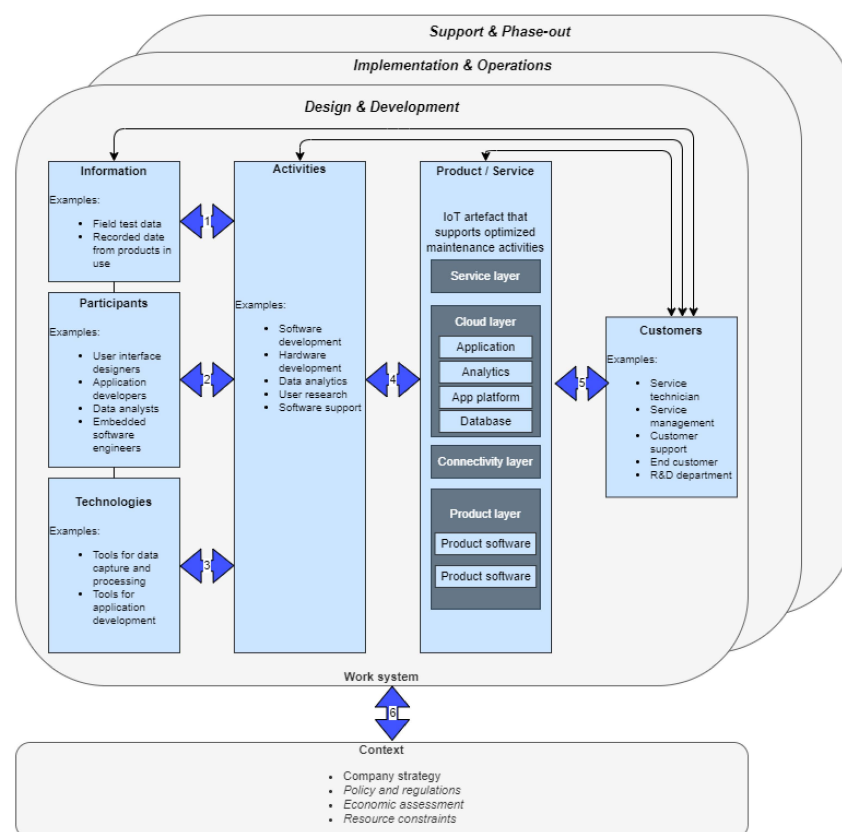 Support & Phase-out
Implementation & Operations
Design & Development
Information
Examples:
Field test data
Recorded date
from products in
use
Participants
Examples:
User interface
designers
Application
developers
Data analysts
Embedded
software
engineers
Technologies
Examples:
Tools for data
capture and
processing
Tools for
application
development
1
2
3
Activities
Examples:
Software
development
Hardware
development
Data analytics
User research
Software support
4
Product / Service
IoT artefact that
supports optimized
maintenance activities
Service layer
Cloud layer
Application
Analytics
App platform
Database
Connectivity layer
Product layer
Product software
Product software
5
Customers
Examples:
Service
technician
Service
management
Customer
support
End customer
R&D department
Work system
6
Context
Company strategy
Policy and regulations
Economic assessment
Resource constraints